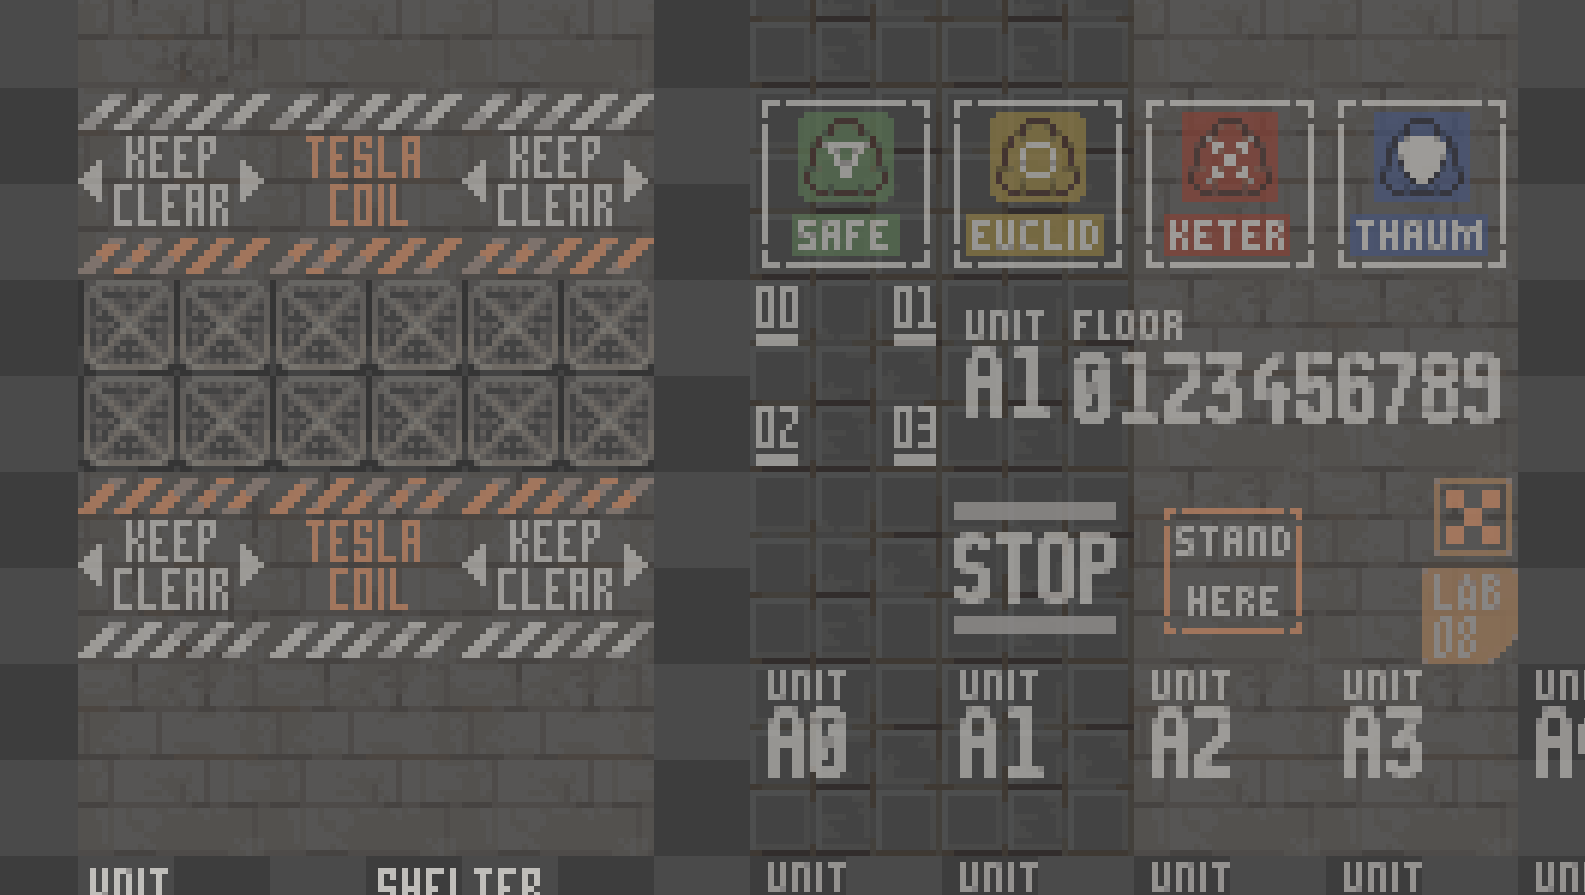 KEEP CLEAR
TESLA COIL
KEEP CLEAR
SAFE
EUCLID
KETER
THAUM
00
01
02
03
UNIT FLOOR
A1 0123456789
KEEP CLEAR
TESLA COIL
KEEP CLEAR
STOP
STAND
HERE
LAB
08
UNIT
A0
UNIT
A1
UNIT
A2
UNIT
A3
UNIT
SHELTER
UNIT
UNIT
UNIT
UNIT